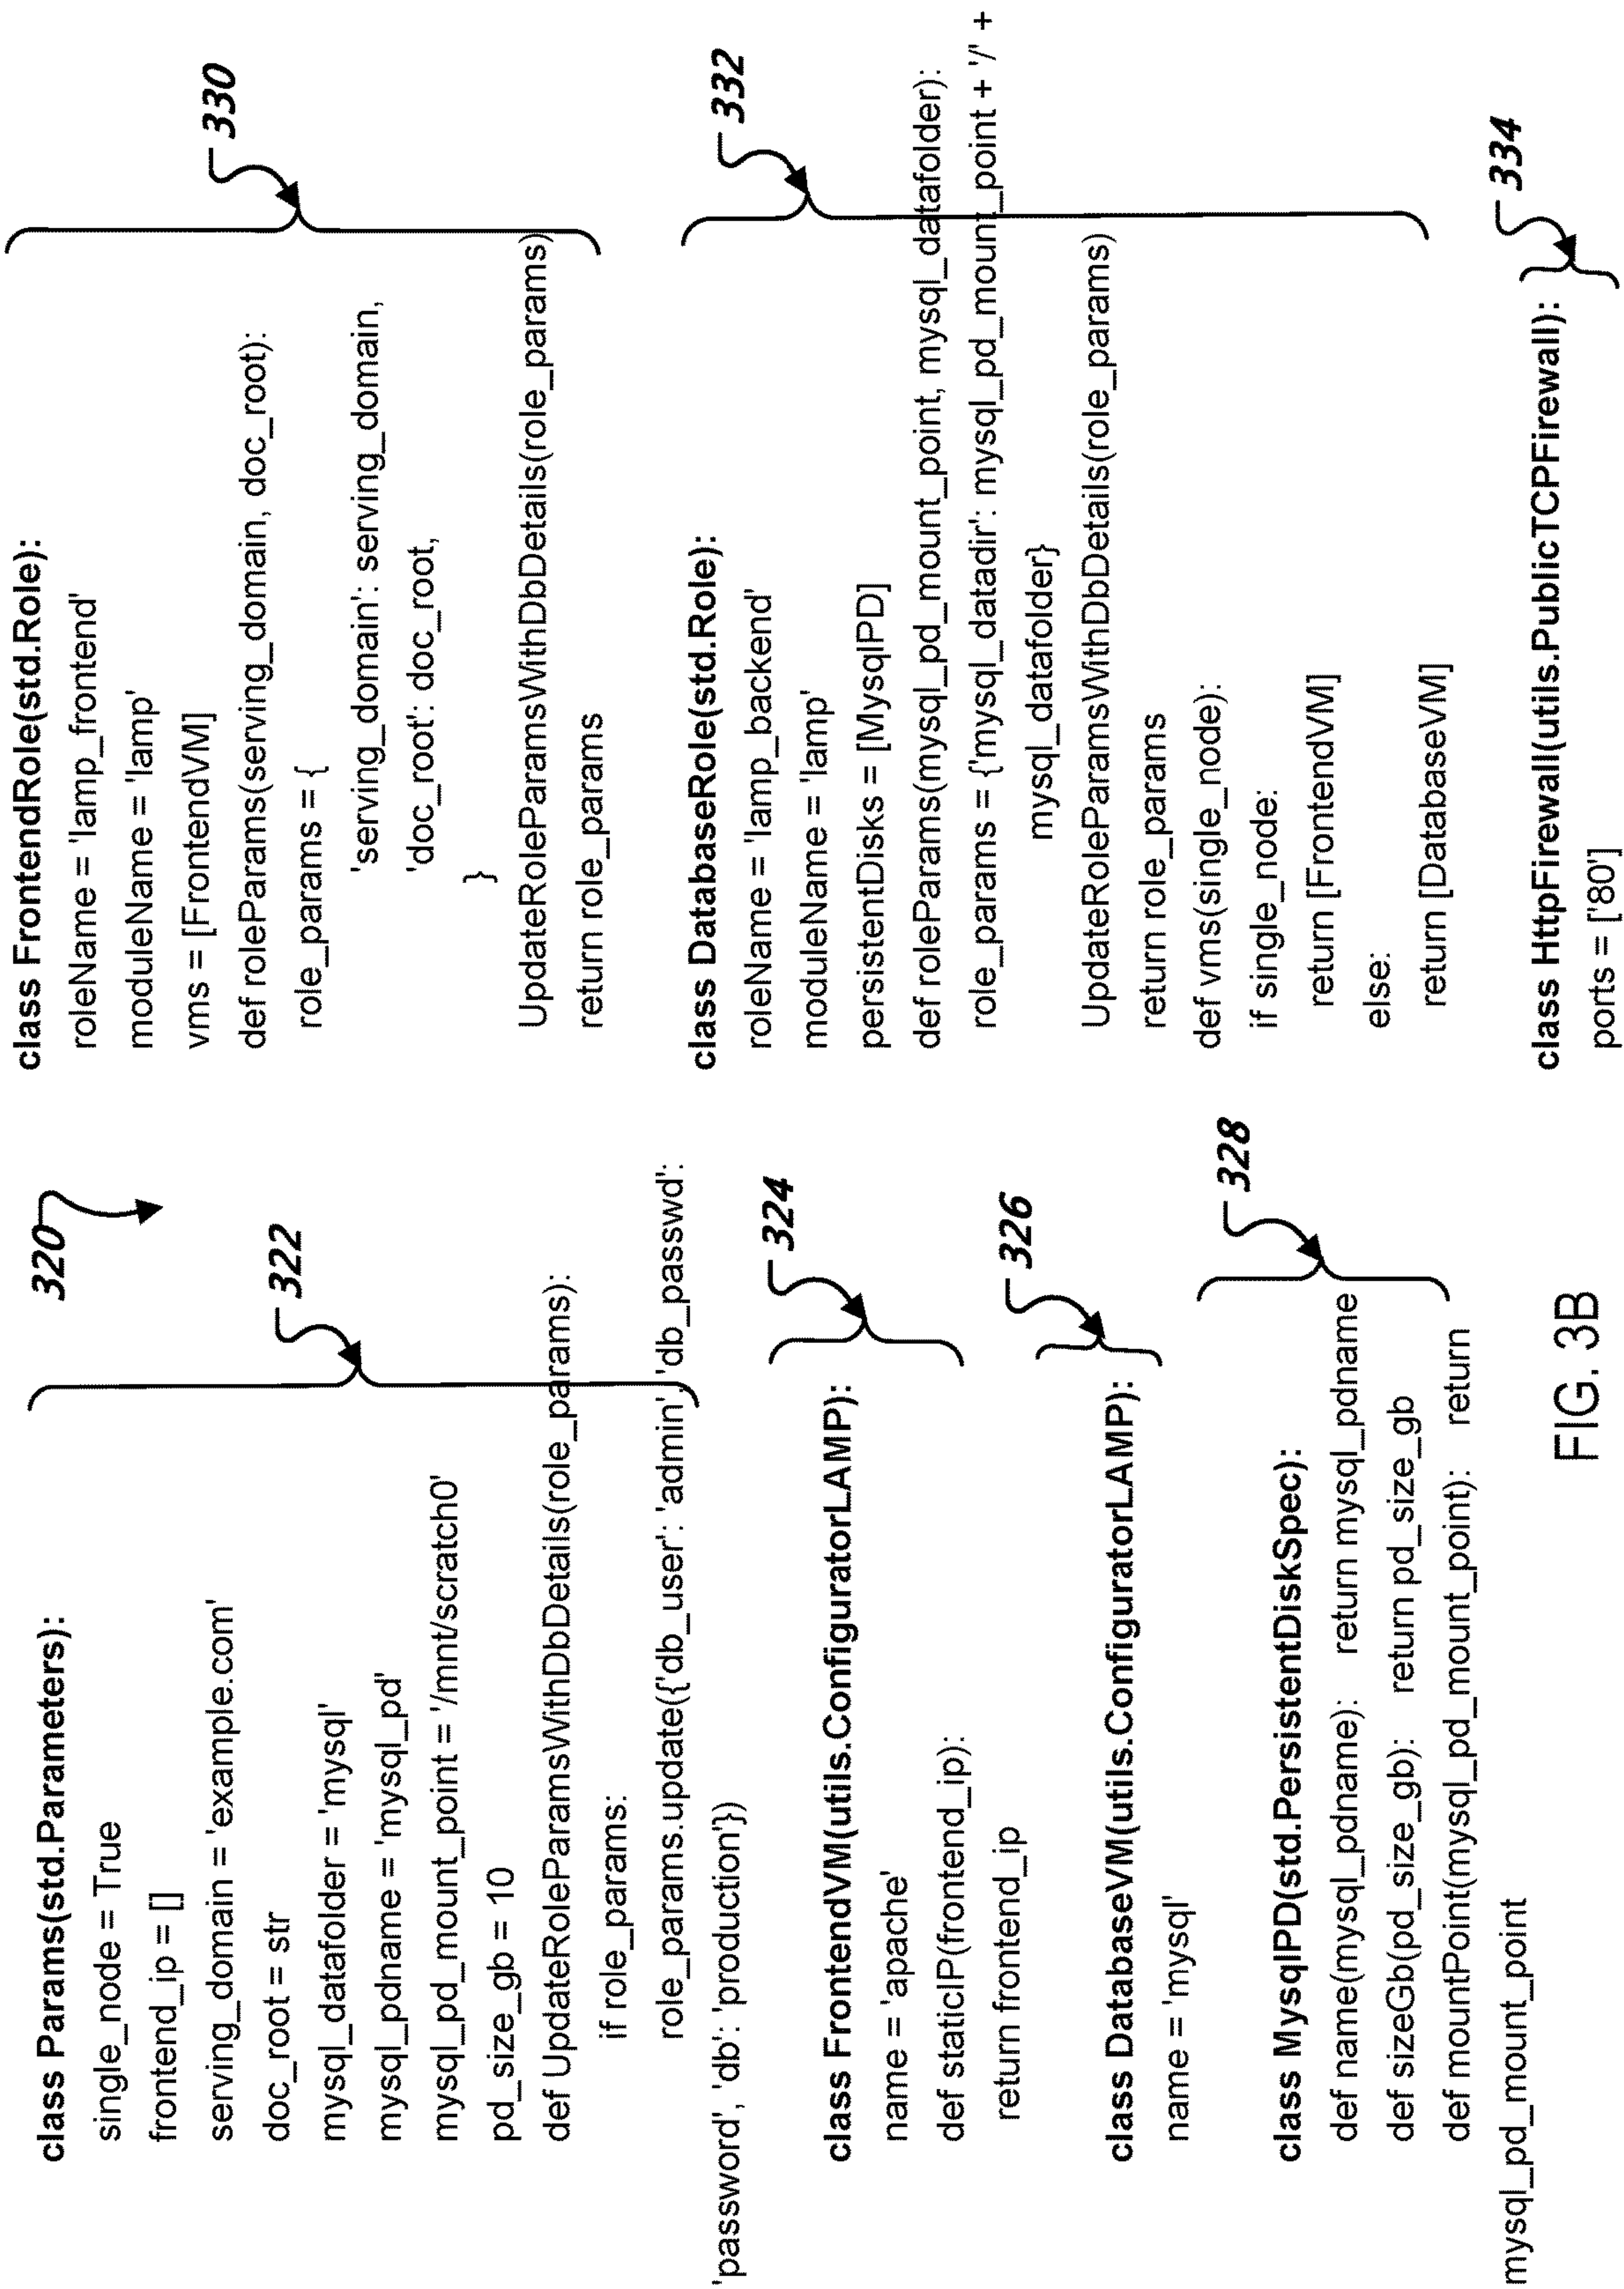 320
class Params(std.Parameters):
single_node = True
frontend_ip = []
serving_domain = 'example.com'
doc_root = str
mysql_datafolder = 'mysql'
mysql_pdname = 'mysql_pd'
mysql_pd_mount_point = '/mnt/scratch0'
pd_size_gb = 10
def UpdateRoleParamsWithDbDetails(role_params):
if role_params:
role_params.update({'db_user': 'admin', 'db_passwd':
'password', 'db': 'production'})
322
class FrontendVM(utils.ConfiguratorLAMP):
name = 'apache'
def staticIP(frontend_ip):
return frontend_ip
324
class DatabaseVM(utils.ConfiguratorLAMP):
name = 'mysql'
326
class MysqlPD(std.PersistentDiskSpec):
def name(mysql_pdname): return mysql_pdname
def sizeGb(pd_size_gb): return pd_size_gb
def mountPoint(mysql_pd_mount_point): return
mysql_pd_mount_point
328
class FrontendRole(std.Role):
roleName = 'lamp_frontend'
moduleName = 'lamp'
vms = [FrontendVM]
def roleParams(serving_domain, doc_root):
role_params = {
'serving_domain': serving_domain,
'doc_root': doc_root,
}
UpdateRoleParamsWithDbDetails(role_params)
return role_params
330
class DatabaseRole(std.Role):
roleName = 'lamp_backend'
moduleName = 'lamp'
persistentDisks = [MysqlPD]
def roleParams(mysql_pd_mount_point, mysql_datafolder):
role_params = {'mysql_datadir': mysql_pd_mount_point + '/' +
mysql_datafolder}
UpdateRoleParamsWithDbDetails(role_params)
return role_params
def vms(single_node):
if single_node:
return [FrontendVM]
else:
return [DatabaseVM]
332
class HttpFirewall(utils.PublicTCPFirewall):
ports = ['80']
334
FIG. 3B